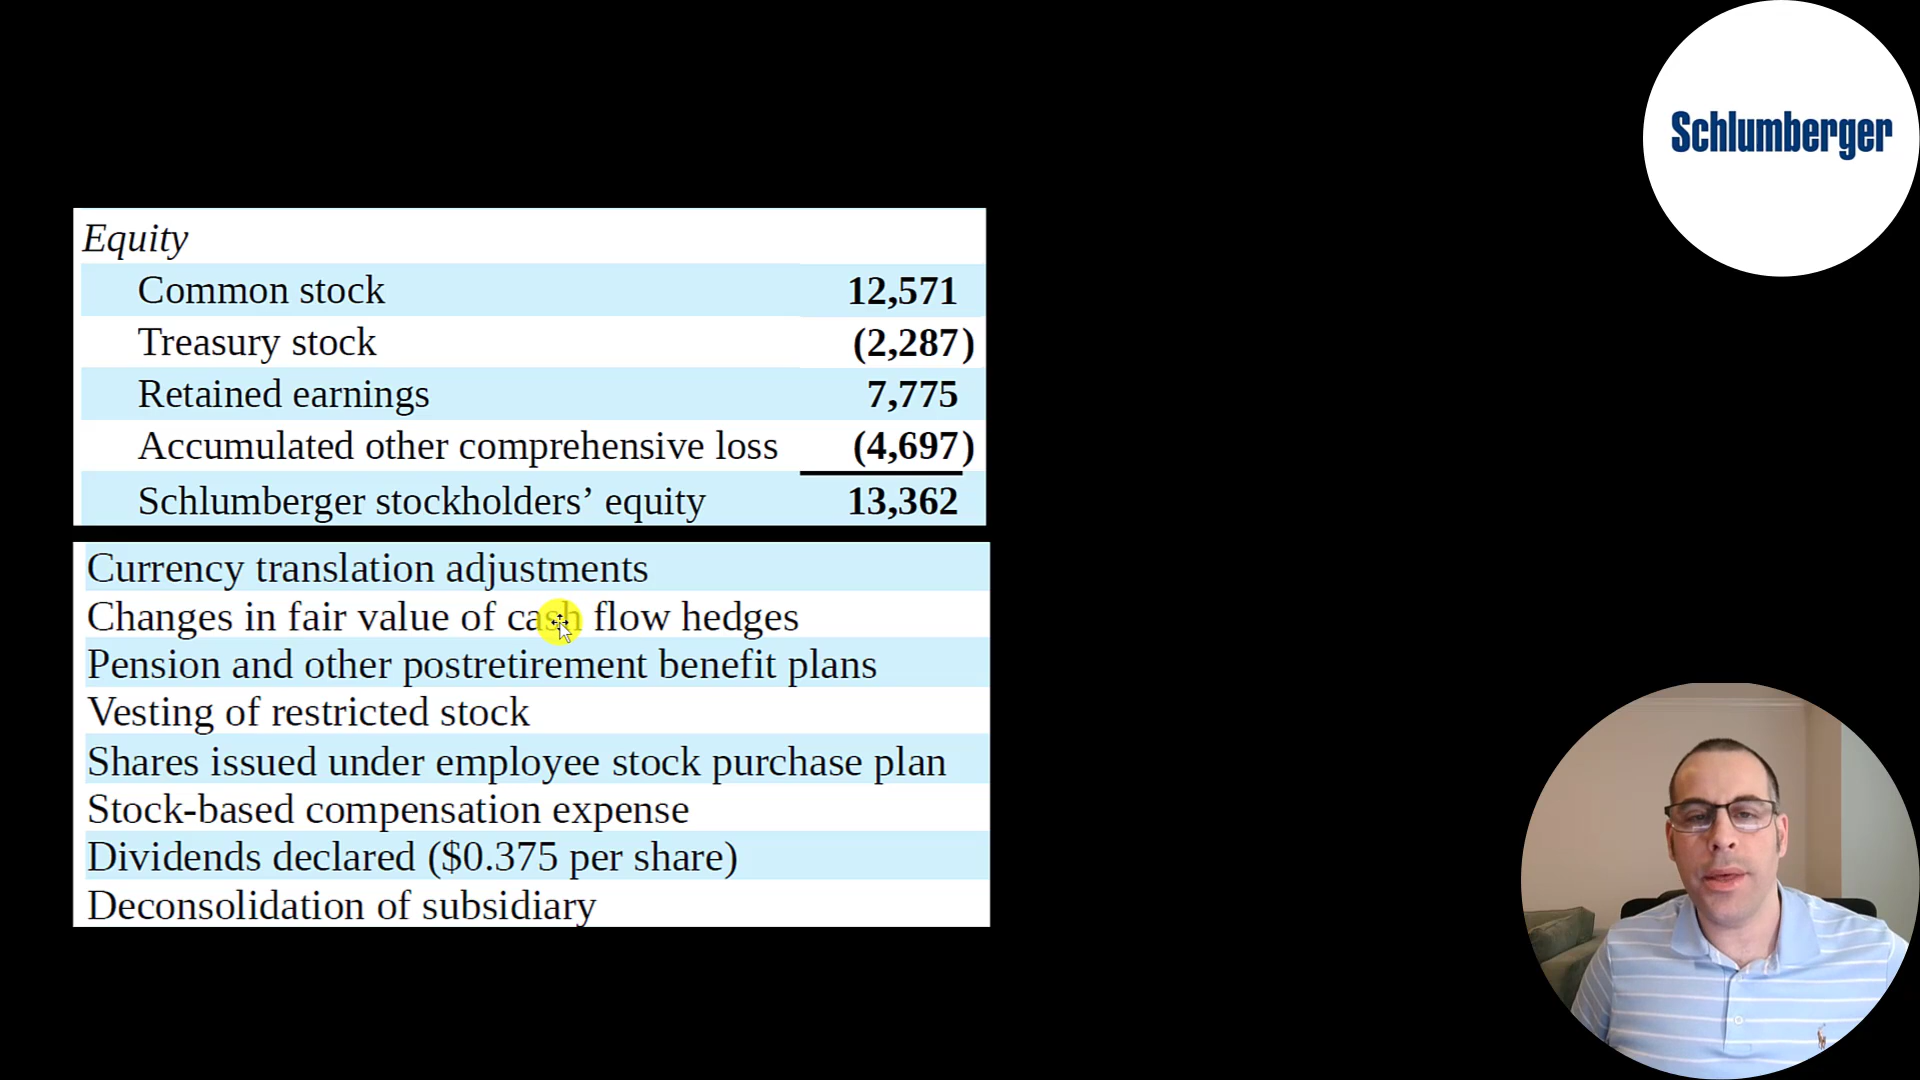 Schlumberger
Equity
Common stock 12,571
Treasury stock (2,287)
Retained earnings 7,775
Accumulated other comprehensive loss (4,697)
Schlumberger stockholders’ equity 13,362
Currency translation adjustments
Changes in fair value of cash flow hedges
Pension and other postretirement benefit plans
Vesting of restricted stock
Shares issued under employee stock purchase plan
Stock-based compensation expense
Dividends declared ($0.375 per share)
Deconsolidation of subsidiary